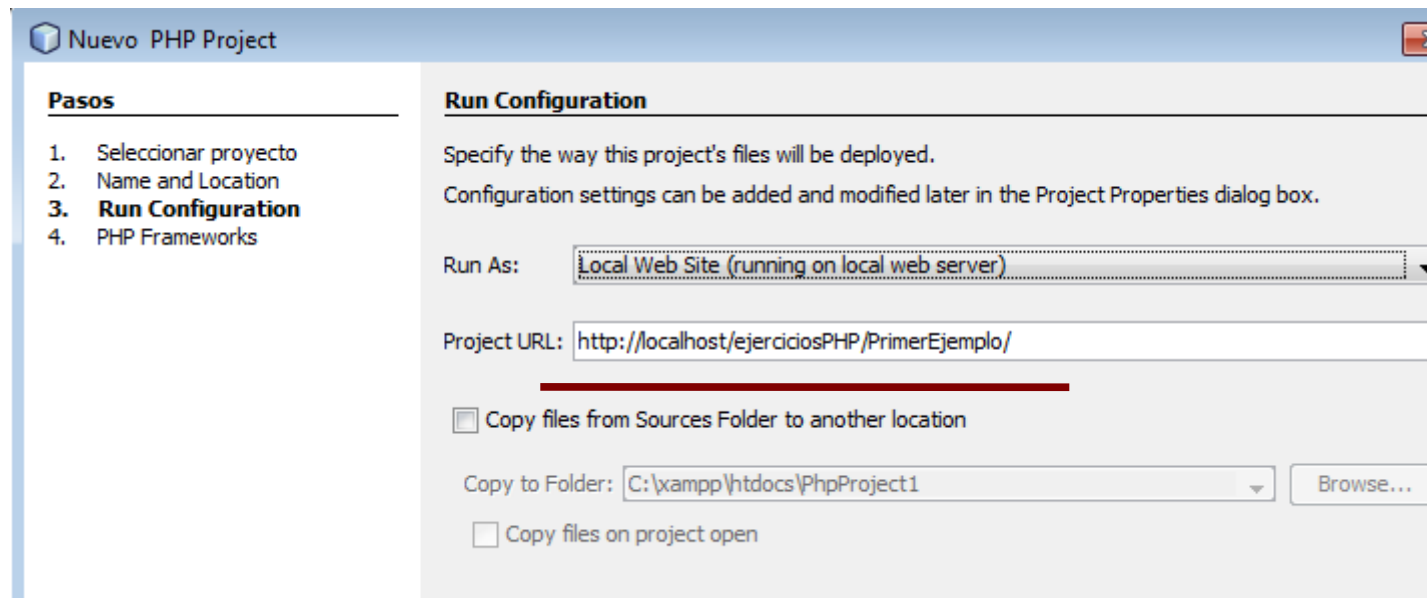 Nuevo PHP Project
Pasos
1. Seleccionar proyecto
2. Name and Location
3. Run Configuration
4. PHP Frameworks
Run Configuration
Specify the way this project's files will be deployed.
Configuration settings can be added and modified later in the Project Properties dialog box.
Run As: Local Web Site (running on local web server)
Project URL: http://localhost/ejerciciosPHP/PrimerEjemplo/
Copy files from Sources Folder to another location
Copy to Folder: C:\xampp\htdocs\PhpProject1 Browse...
Copy files on project open